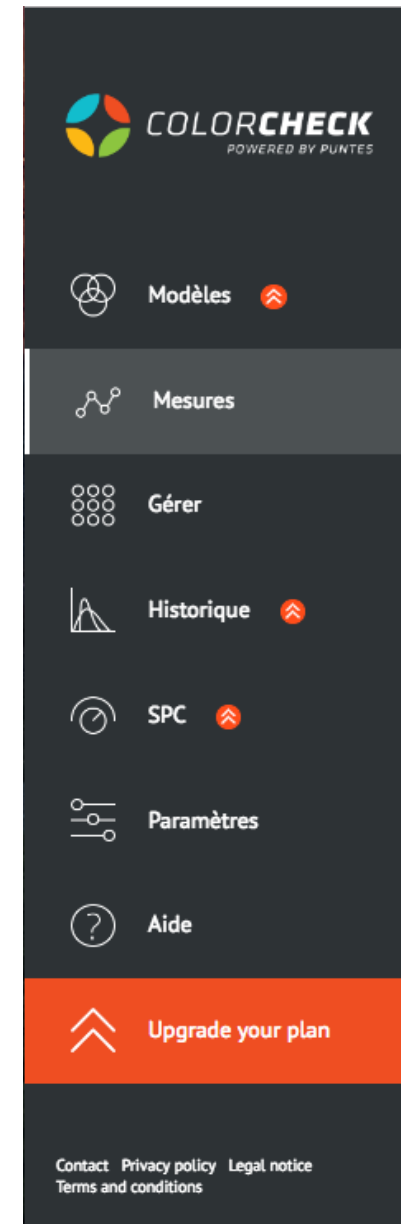 COLORCHECK
POWERED BY PUNTES
Modèles
Mesures
Gérer
Historique
SPC
Paramètres
? Aide
Upgrade your plan
Contact Privacy policy Legal notice
Terms and conditions